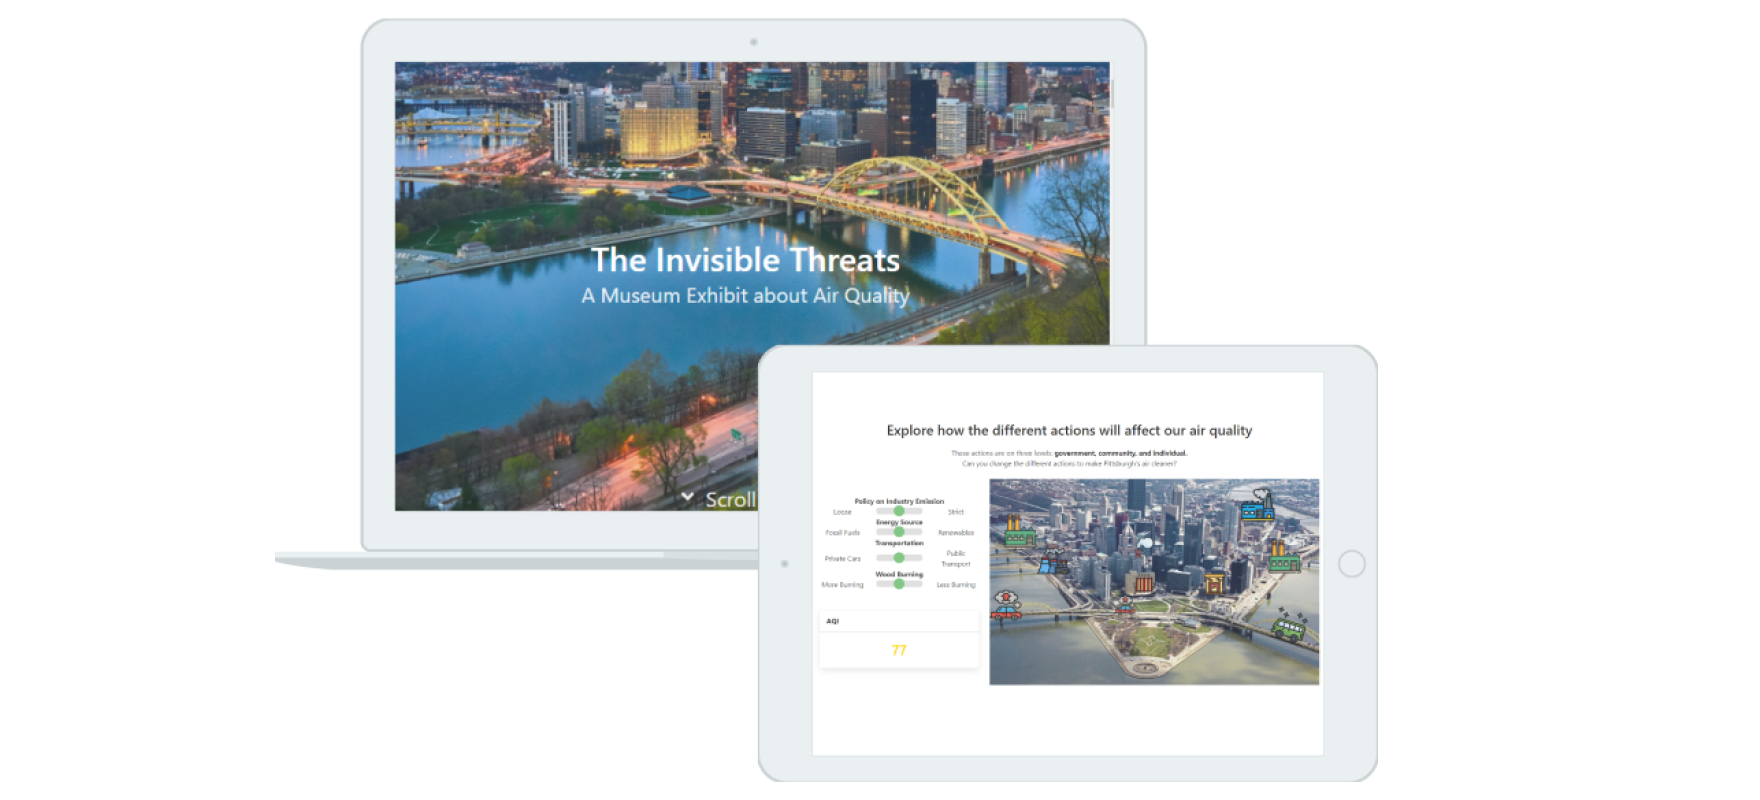 The Invisible Threats
A Museum Exhibit about Air Quality
Scroll
Explore how the different actions will affect our air quality
These actions are on three levels: government, community, and individual.
Can you change the different actions to make Pittsburgh's air cleaner?
Policy on Industry Emission
Loose Strict
Energy Source
Fossil Fuels Renewables
Transportation
Private Cars Public
Transport
Wood Burning
More Burning Less Burning
AQI
77